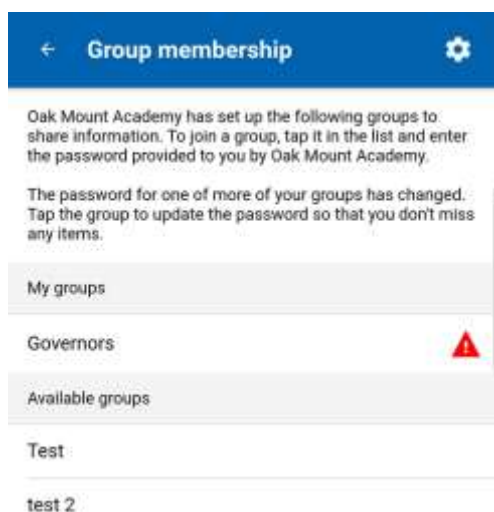 Group membership
Oak Mount Academy has set up the following groups to
share information. To join a group, tap it in the list and enter
the password provided to you by Oak Mount Academy.
The password for one of more of your groups has changed.
Tap the group to update the password so that you don't miss
any items.
My groups
Governors
Available groups
Test
test 2